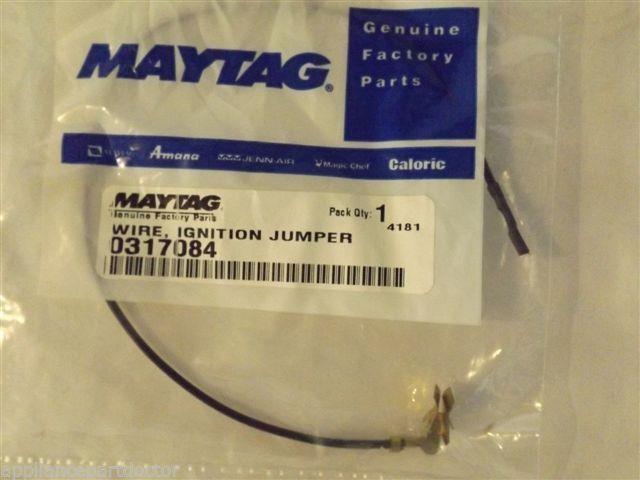 MAYTAG®
Genuine
Factory
Parts
Amana
JENN-AIR
Magic Chef
Caloric
MAYTAG
Genuine Factory Parts
Pack Qty: 1
4181
WIRE, IGNITION JUMPER
0317084
appliancepartdoctor